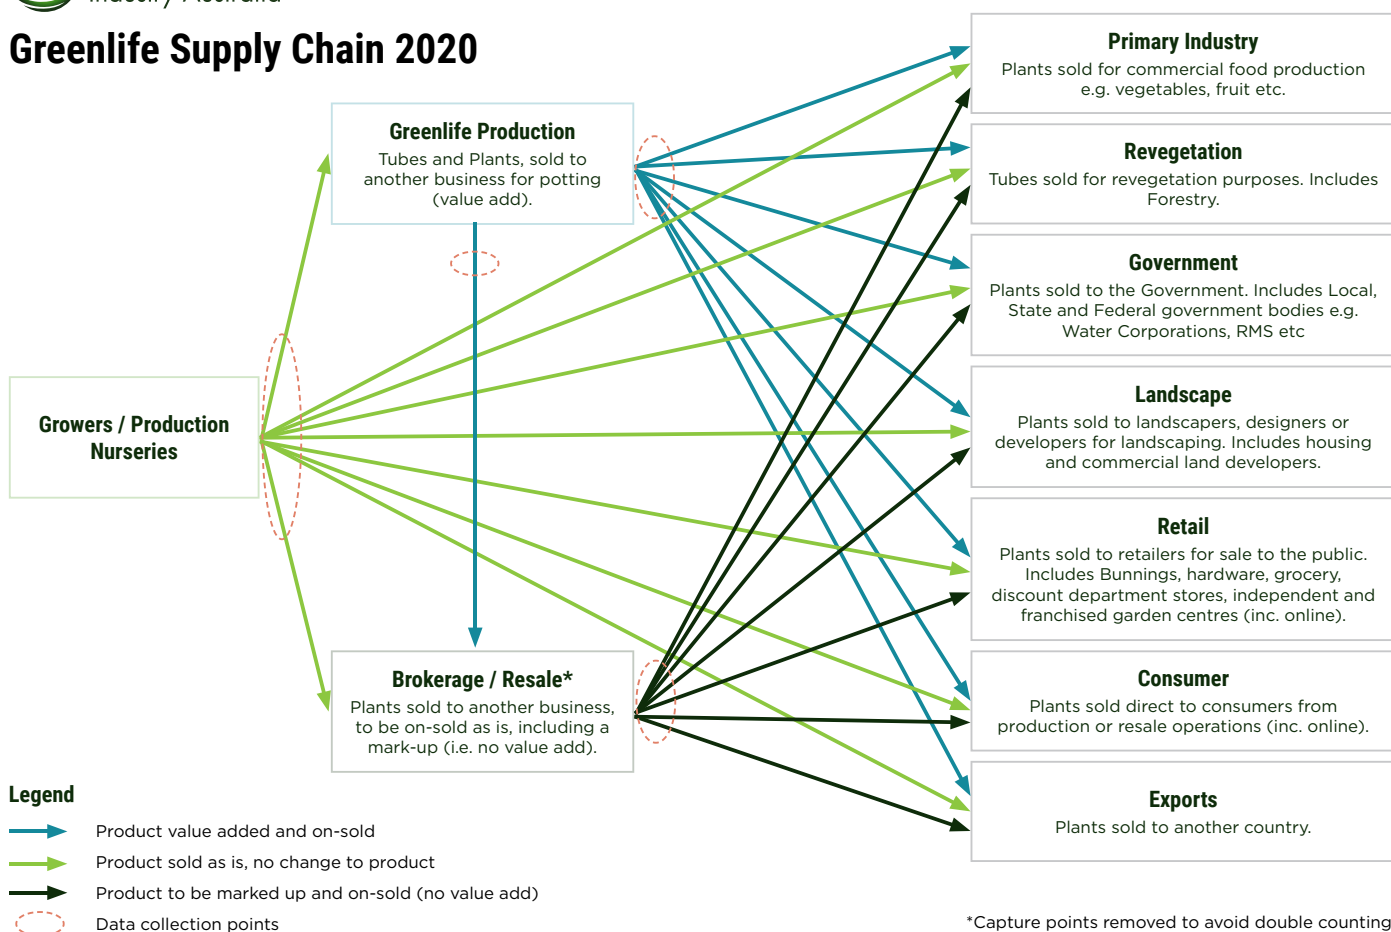 Industry Australia
Greenlife Supply Chain 2020
Growers / Production
Nurseries
Greenlife Production
Tubes and Plants, sold to
another business for potting
(value add).
Brokerage / Resale*
Plants sold to another business,
to be on-sold as is, including a
mark-up (i.e. no value add).
Primary Industry
Plants sold for commercial food production
e.g. vegetables, fruit etc.
Revegetation
Tubes sold for revegetation purposes. Includes
Forestry.
Government
Plants sold to the Government. Includes Local,
State and Federal government bodies e.g.
Water Corporations, RMS etc
Landscape
Plants sold to landscapers, designers or
developers for landscaping. Includes housing
and commercial land developers.
Retail
Plants sold to retailers for sale to the public.
Includes Bunnings, hardware, grocery,
discount department stores, independent and
franchised garden centres (inc. online).
Consumer
Plants sold direct to consumers from
production or resale operations (inc. online).
Exports
Plants sold to another country.
Legend
Product value added and on-sold
Product sold as is, no change to product
Product to be marked up and on-sold (no value add)
Data collection points
*Capture points removed to avoid double counting